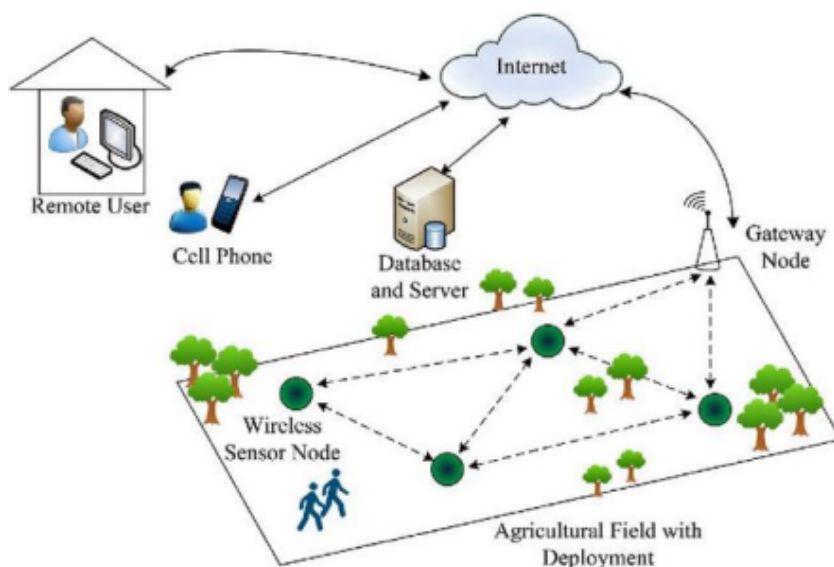 Internet
Remote User
Cell Phone
Database
and Server
Gateway
Node
Wireless
Sensor Node
Agricultural Field with
Deployment